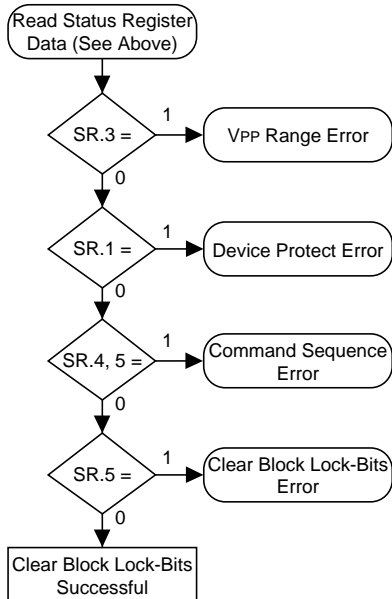 Read Status Register
Data (See Above)
SR.3 =
1
VPP Range Error
0
SR.1 =
1
Device Protect Error
0
SR.4, 5 =
1
Command Sequence
Error
0
SR.5 =
1
Clear Block Lock-Bits
Error
0
Clear Block Lock-Bits
Successful